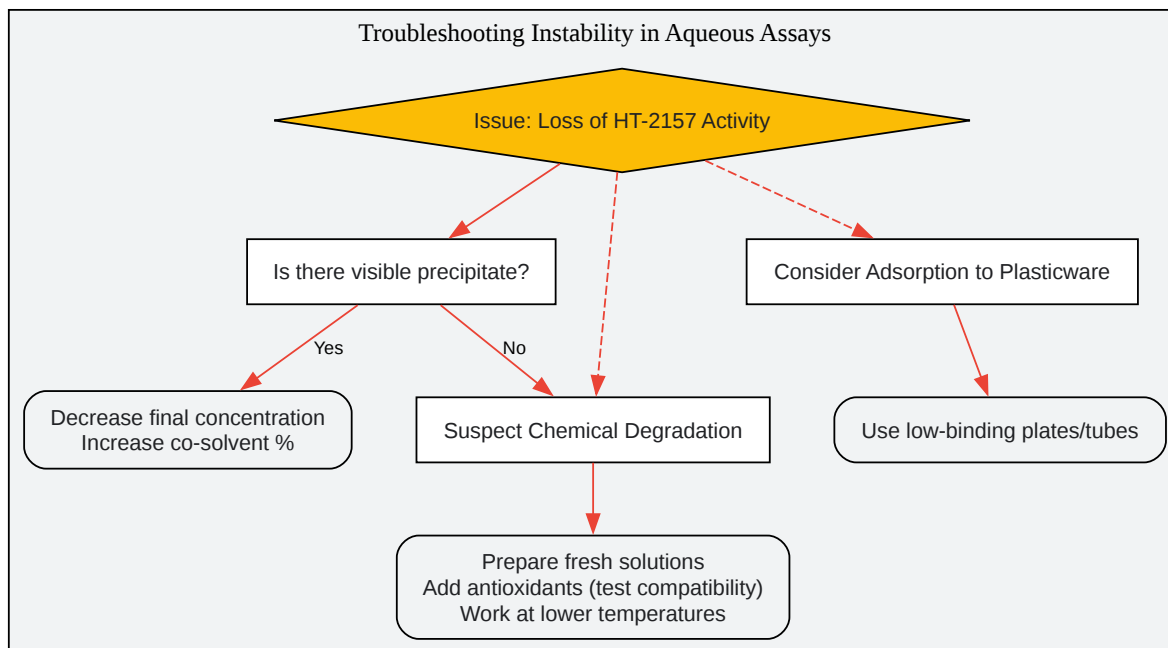 Troubleshooting Instability in Aqueous Assays
Issue: Loss of HT-2157 Activity
Is there visible precipitate?
Consider Adsorption to Plasticware
Yes
No
Decrease final concentration
Increase co-solvent %
Suspect Chemical Degradation
Use low-binding plates/tubes
Prepare fresh solutions
Add antioxidants (test compatibility)
Work at lower temperatures